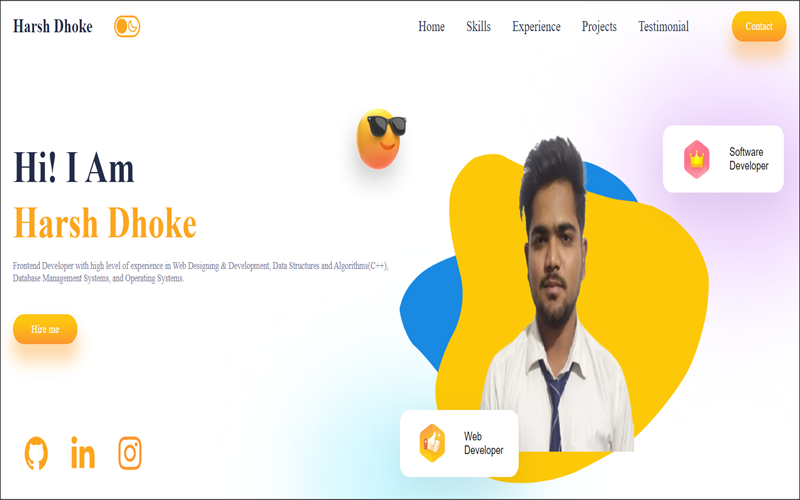 Harsh Dhoke
Home Skills Experience Projects Testimonial Contact
Hi! I Am
Harsh Dhoke
Frontend Developer with high level of experience in Web Designing & Development, Data Structures and Algorithms(C++),
Database Management Systems, and Operating Systems.
Hire me
Software
Developer
Web
Developer
in